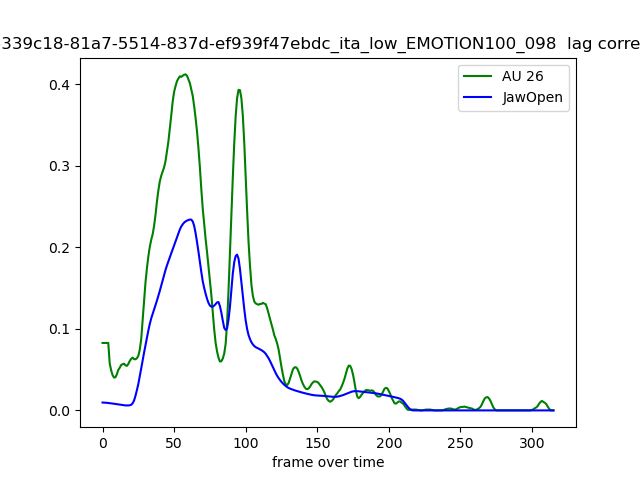 339c18-81a7-5514-837d-ef939f47ebdc_ita_low_EMOTION100_098 lag corre
AU 26
JawOpen
0.4
0.3
0.2
0.1
0.0
0 50 100 150 200 250 300
frame over time